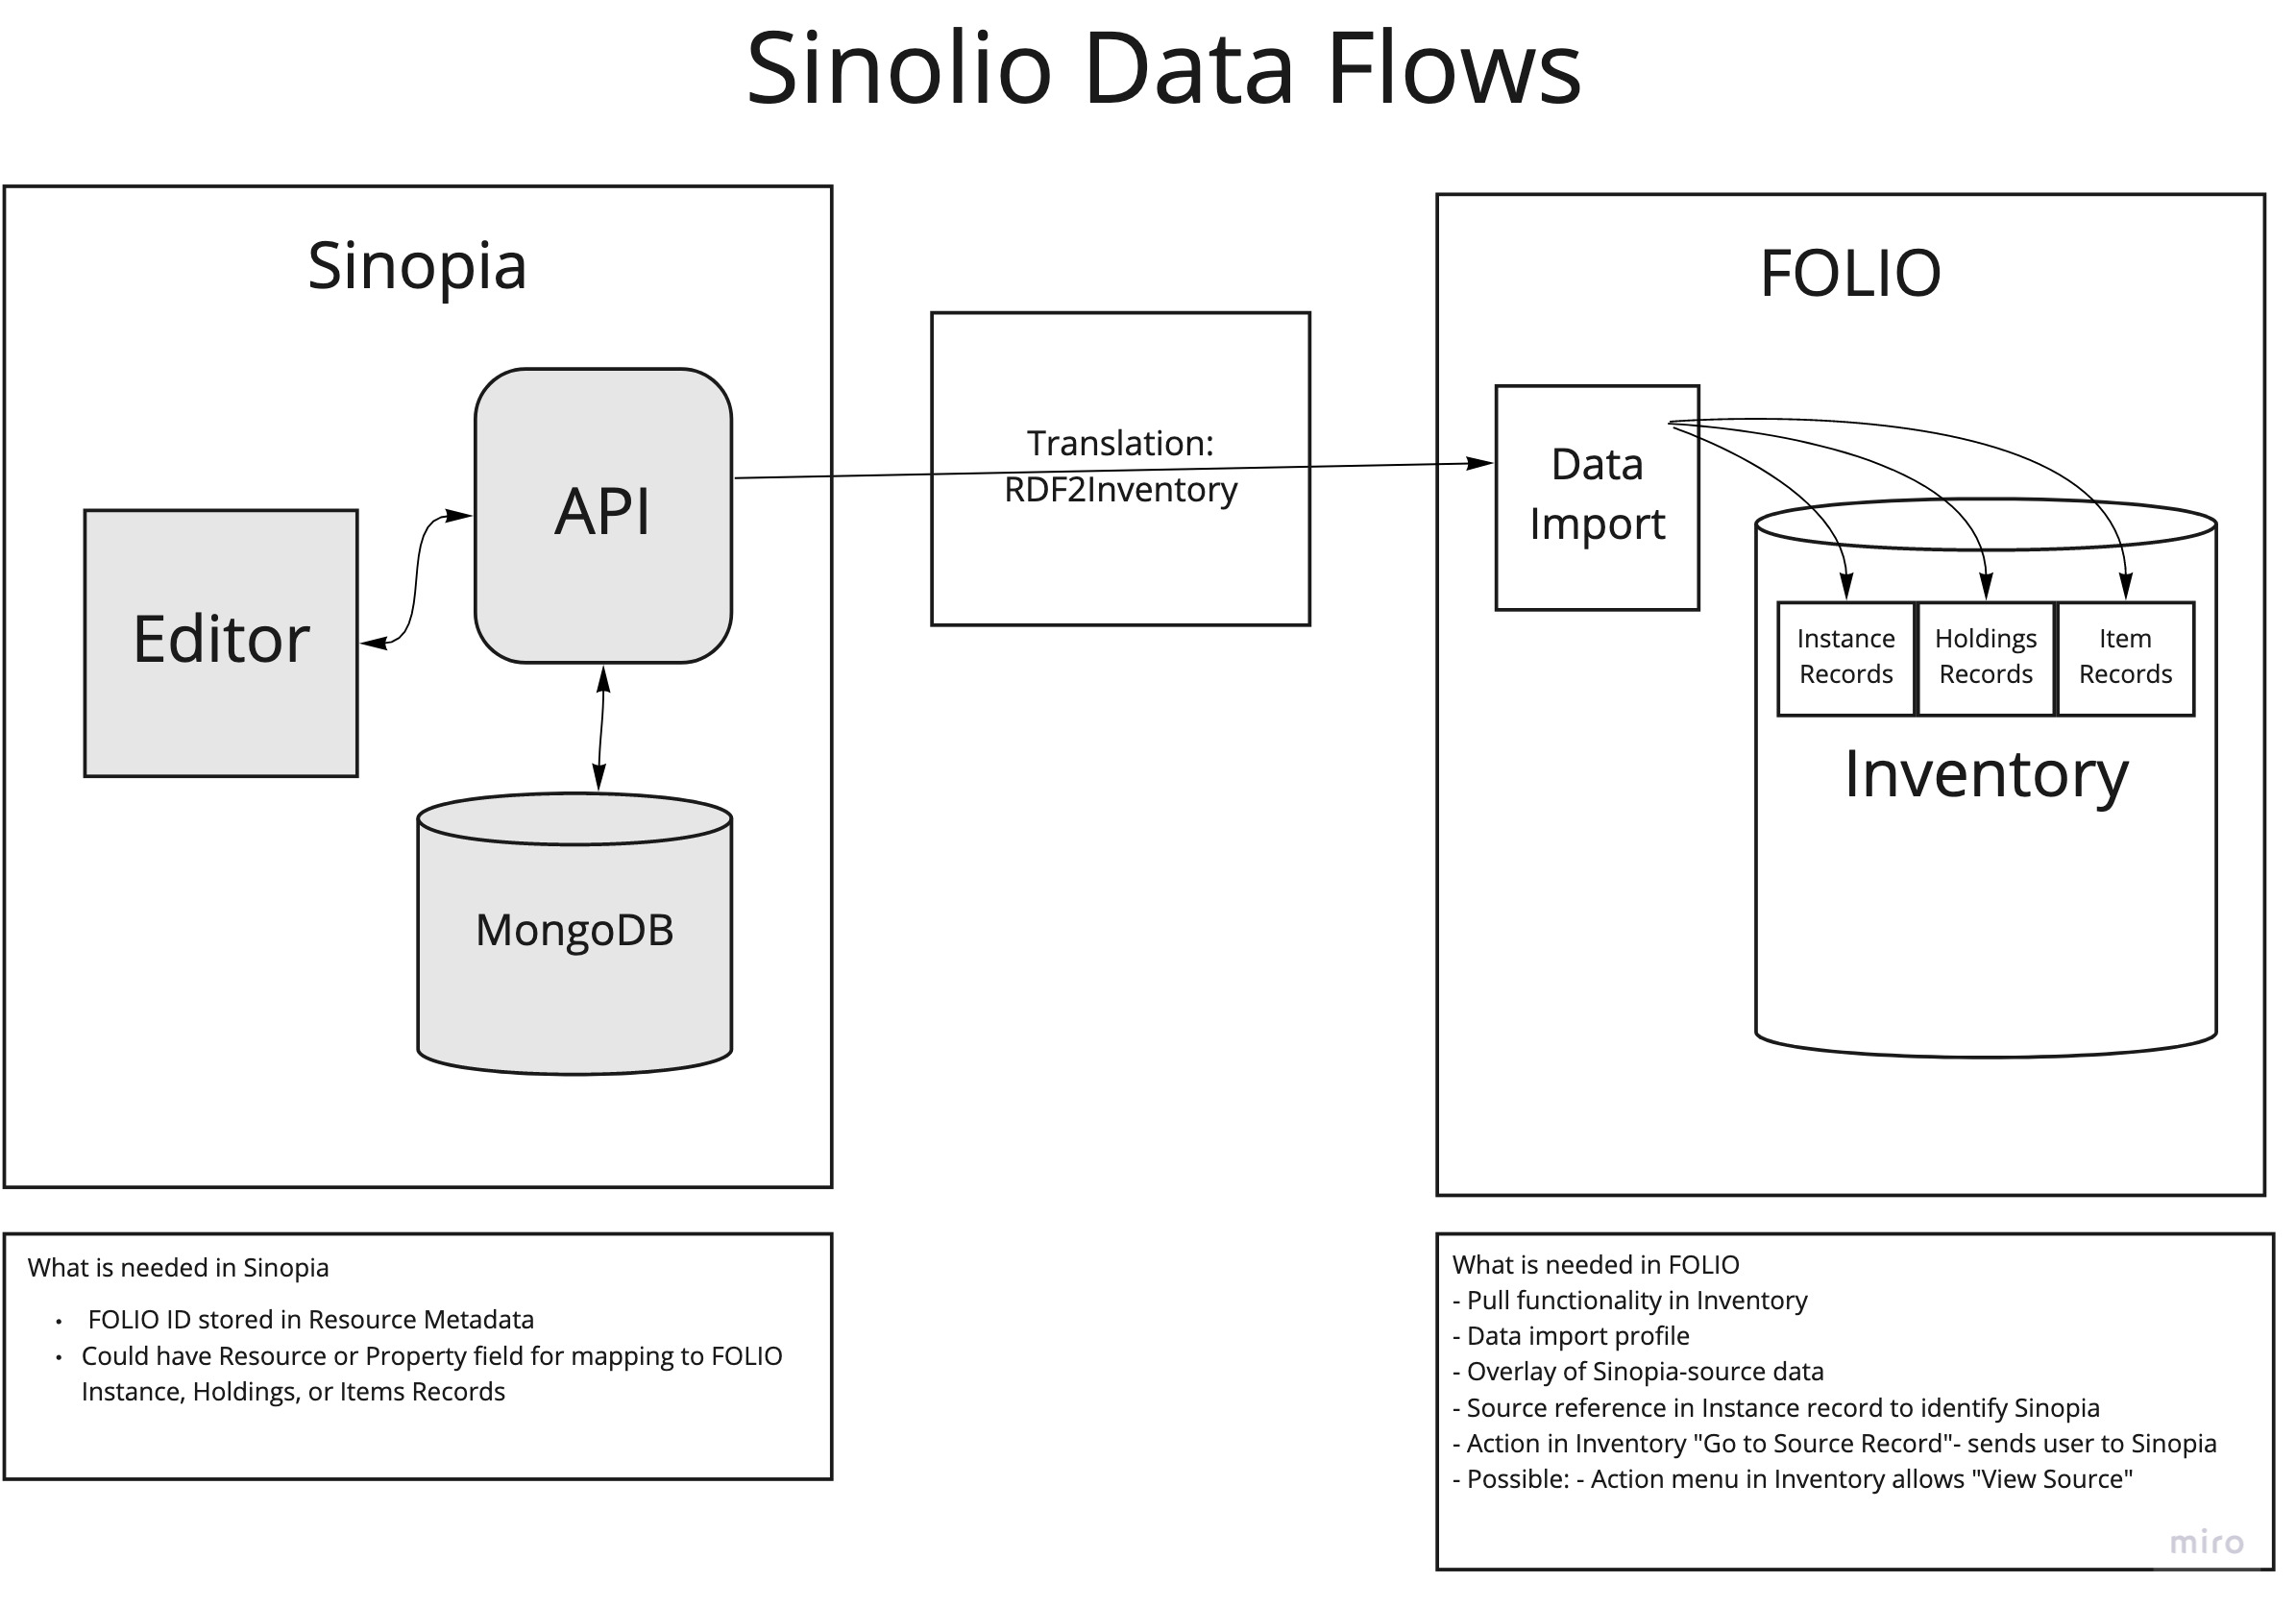 Sinolio Data Flows
Sinopia
API
Editor
MongoDB
Translation:
RDF2Inventory
FOLIO
Data
Import
Instance
Records
Holdings
Records
Item
Records
Inventory
What is needed in Sinopia
• FOLIO ID stored in Resource Metadata
• Could have Resource or Property field for mapping to FOLIO
Instance, Holdings, or Items Records
What is needed in FOLIO
- Pull functionality in Inventory
- Data import profile
- Overlay of Sinopia-source data
- Source reference in Instance record to identify Sinopia
- Action in Inventory "Go to Source Record"- sends user to Sinopia
- Possible: - Action menu in Inventory allows "View Source"
miro